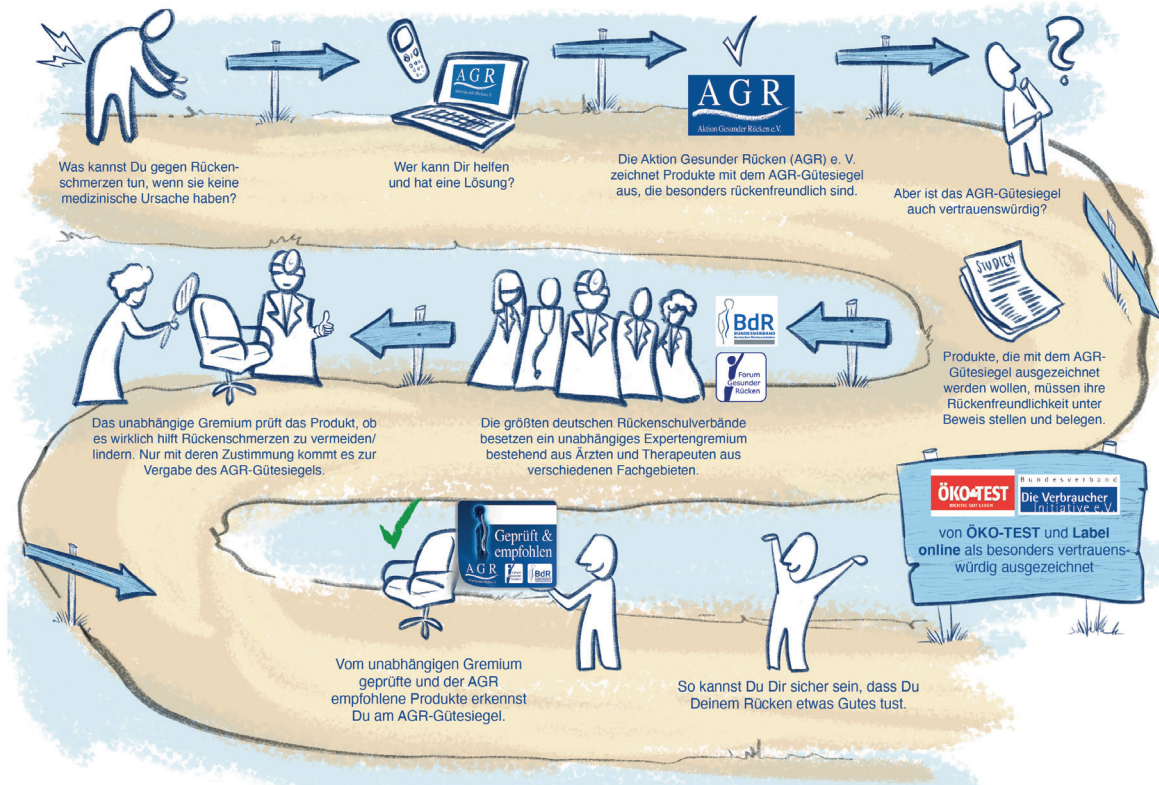 AGR
AGR
Aktion Gesunder Rücken e.V.
Was kannst Du gegen Rücken-
schmerzen tun, wenn sie keine
medizinische Ursache haben?
Wer kann Dir helfen
und hat eine Lösung?
Die Aktion Gesunder Rücken (AGR) e. V.
zeichnet Produkte mit dem AGR-Gütesiegel
aus, die besonders rückenfreundlich sind.
Aber ist das AGR-Gütesiegel
auch vertrauenswürdig?
STUDIEN
Produkte, die mit dem AGR-
Gütesiegel ausgezeichnet
werden wollen, müssen ihre
Rückenfreundlichkeit unter
Beweis stellen und belegen.
BdR
BUNDESVERBAND
Forum
Gesunder
Rücken
Die größten deutschen Rückenschulverbände
besetzen ein unabhängiges Expertengremium
bestehend aus Ärzten und Therapeuten aus
verschiedenen Fachgebieten.
Das unabhängige Gremium prüft das Produkt, ob
es wirklich hilft Rückenschmerzen zu vermeiden/
lindern. Nur mit deren Zustimmung kommt es zur
Vergabe des AGR-Gütesiegels.
ÖKO-TEST
RICHTIG GUT LEBEN
Bundesverband
Die Verbraucher
Initiative e.V.
von ÖKO-TEST und Label
online als besonders vertrauens-
würdig ausgezeichnet
Geprüft &
empfohlen
AGR
BdR
Vom unabhängigen Gremium
geprüfte und der AGR
empfohlene Produkte erkennst
Du am AGR-Gütesiegel.
So kannst Du Dir sicher sein, dass Du
Deinem Rücken etwas Gutes tust.